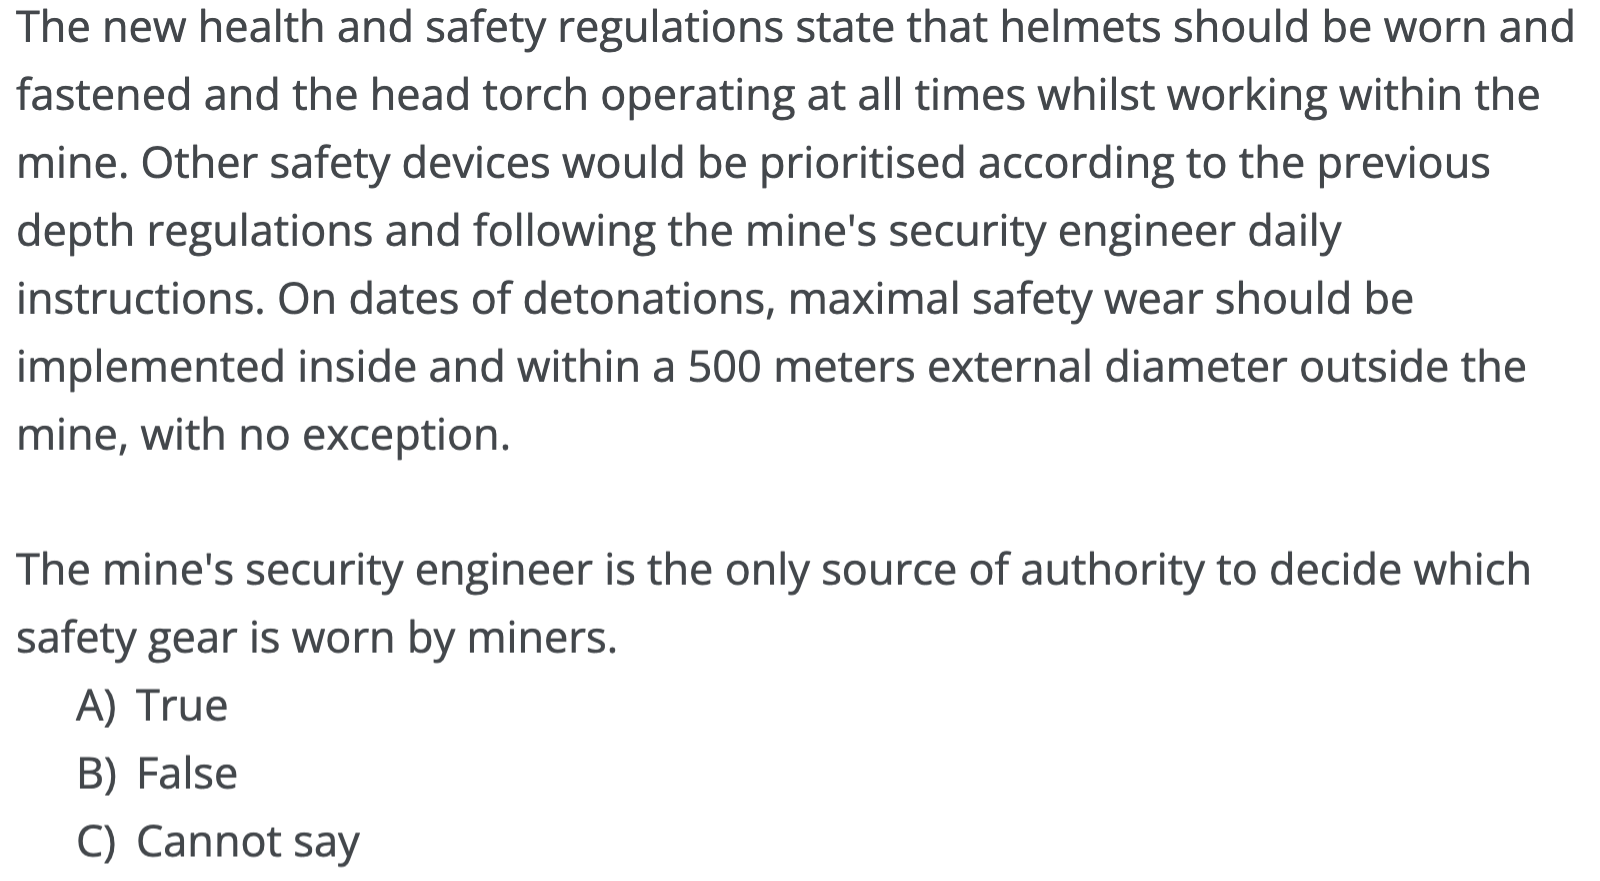 The new health and safety regulations state that helmets should be worn and
fastened and the head torch operating at all times whilst working within the
mine. Other safety devices would be prioritised according to the previous
depth regulations and following the mine's security engineer daily
instructions. On dates of detonations, maximal safety wear should be
implemented inside and within a 500 meters external diameter outside the
mine, with no exception.
The mine's security engineer is the only source of authority to decide which
safety gear is worn by miners.
A) True
B) False
C) Cannot say